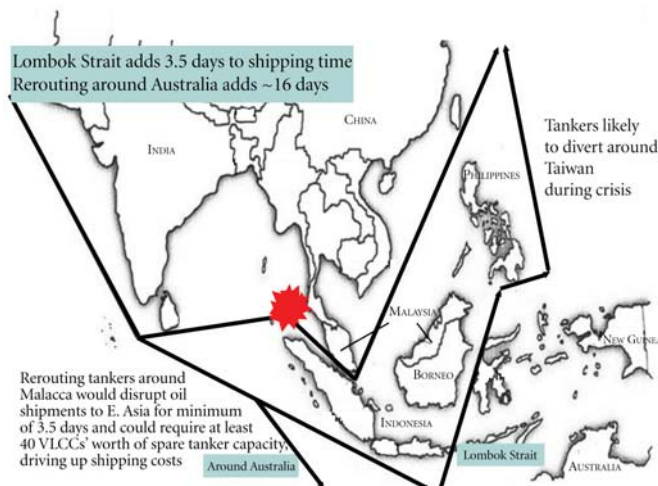 Lombok Strait adds 3.5 days to shipping time
Rerouting around Australia adds ~16 days
CHINA
INDIA
Tankers likely
to divert around
Taiwan
during crisis
PHILIPPINES
MALAYSIA
NEW GUINEA
BORNEO
Rerouting tankers around
Malacca would disrupt oil
shipments to E. Asia for minimum
of 3.5 days and could require at least
40 VLCCs' worth of spare tanker capacity,
driving up shipping costs
INDONESIA
Around Australia
Lombok Strait
AUSTRALIA